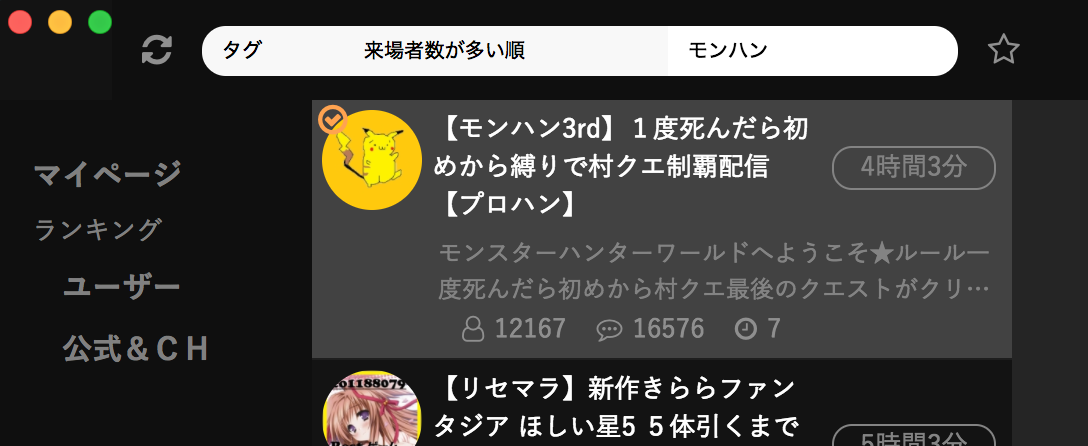 タグ 来場者数が多い順 モンハン
マイページ
ランキング
ユーザー
公式＆ＣＨ
【モンハン3rd】１度死んだら初
めから縛りで村クエ制覇配信
【プロハン】
4時間3分
モンスターハンターワールドへようこそ★ルール一
度死んだら初めから村クエ最後のクエストがクリ…
12167 16576 7
co1188079
【リセマラ】新作きららファン
タジア ほしい星5 ５体引くまで
5時間3分